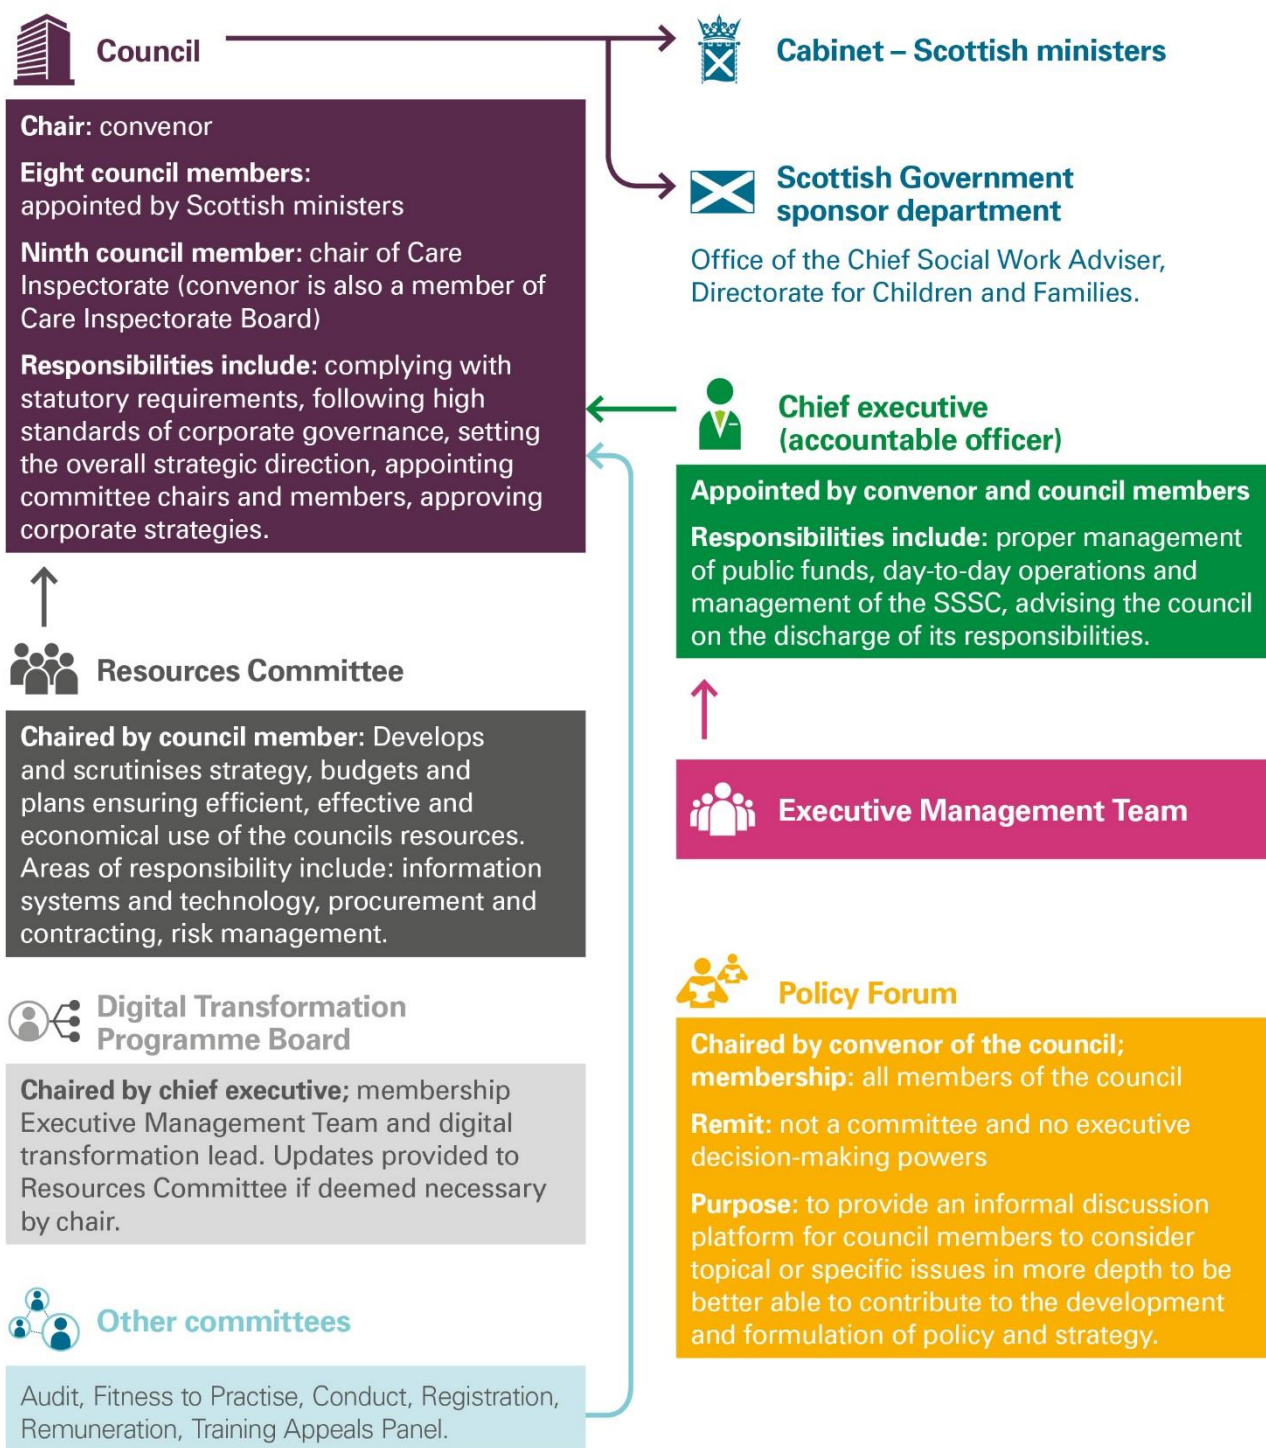 Council
Chair: convenor
Eight council members:
appointed by Scottish ministers
Ninth council member: chair of Care
Inspectorate (convenor is also a member of
Care Inspectorate Board)
Responsibilities include: complying with
statutory requirements, following high
standards of corporate governance, setting
the overall strategic direction, appointing
committee chairs and members, approving
corporate strategies.
Resources Committee
Chaired by council member: Develops
and scrutinises strategy, budgets and
plans ensuring efficient, effective and
economical use of the councils resources.
Areas of responsibility include: information
systems and technology, procurement and
contracting, risk management.
Digital Transformation
Programme Board
Chaired by chief executive; membership
Executive Management Team and digital
transformation lead. Updates provided to
Resources Committee if deemed necessary
by chair.
Other committees
Audit, Fitness to Practise, Conduct, Registration,
Remuneration, Training Appeals Panel.
Cabinet – Scottish ministers
Scottish Government
sponsor department
Office of the Chief Social Work Adviser,
Directorate for Children and Families.
Chief executive
(accountable officer)
Appointed by convenor and council members
Responsibilities include: proper management
of public funds, day-to-day operations and
management of the SSSC, advising the council
on the discharge of its responsibilities.
Executive Management Team
Policy Forum
Chaired by convenor of the council;
membership: all members of the council
Remit: not a committee and no executive
decision-making powers
Purpose: to provide an informal discussion
platform for council members to consider
topical or specific issues in more depth to be
better able to contribute to the development
and formulation of policy and strategy.